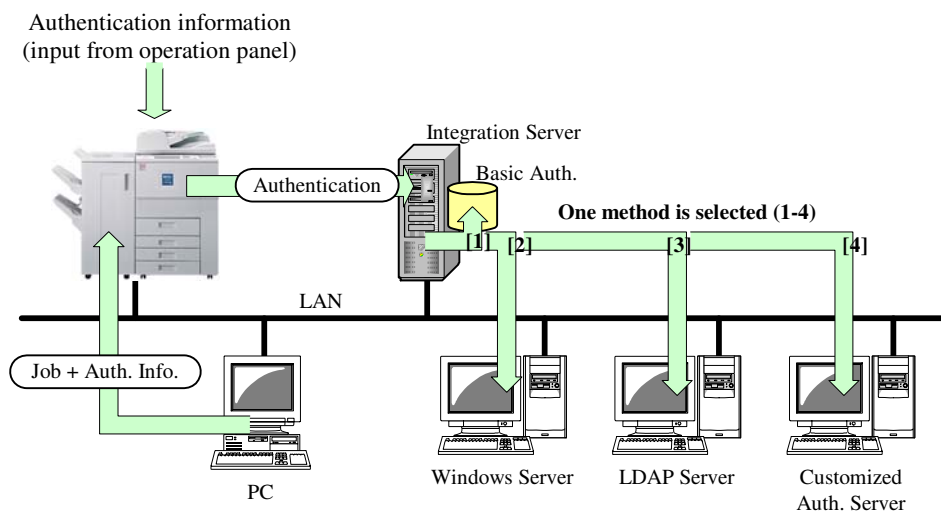 Authentication information
(input from operation panel)
Integration Server
Basic Auth.
Authentication
One method is selected (1-4)
[1]
[2]
[3]
[4]
LAN
Job + Auth. Info.
PC
Windows Server
LDAP Server
Customized
Auth. Server